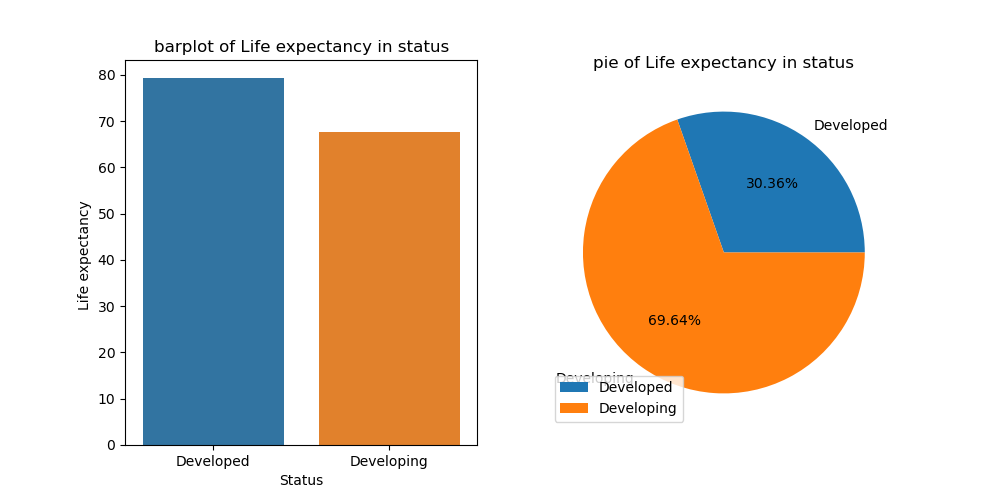 barplot of Life expectancy in status
80
70
60
50
40
30
20
10
0
Life expectancy
Developed
Developing
Status
pie of Life expectancy in status
Developed
30.36%
69.64%
Developing
Developed
Developing